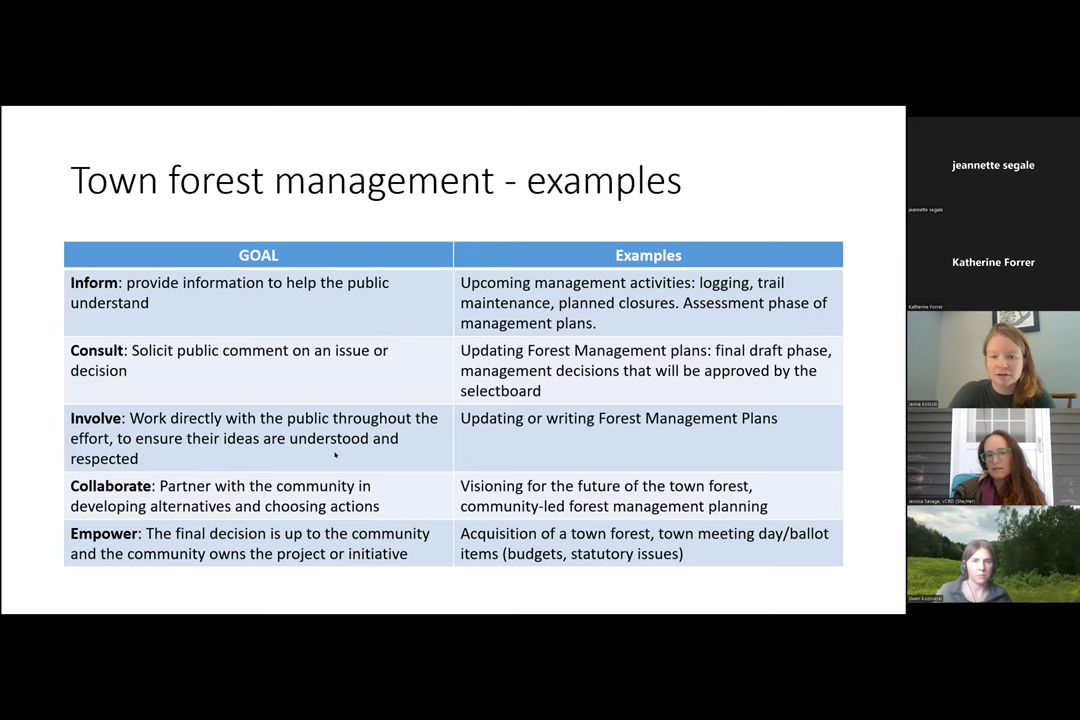 Town forest management - examples
GOAL
Examples
Inform: provide information to help the public
understand
Upcoming management activities: logging, trail
maintenance, planned closures. Assessment phase of
management plans.
Consult: Solicit public comment on an issue or
decision
Updating Forest Management plans: final draft phase,
management decisions that will be approved by the
selectboard
Involve: Work directly with the public throughout the
effort, to ensure their ideas are understood and
respected
Updating or writing Forest Management Plans
Collaborate: Partner with the community in
developing alternatives and choosing actions
Visioning for the future of the town forest,
community-led forest management planning
Empower: The final decision is up to the community
and the community owns the project or initiative
Acquisition of a town forest, town meeting day/ballot
items (budgets, statutory issues)
jeannette segale
jeannette segale
Katherine Forrer
Katherine Forrer
Jenna Koloski
Jessica Savage, VCRD (She/Her)
Gwen Kozlowski